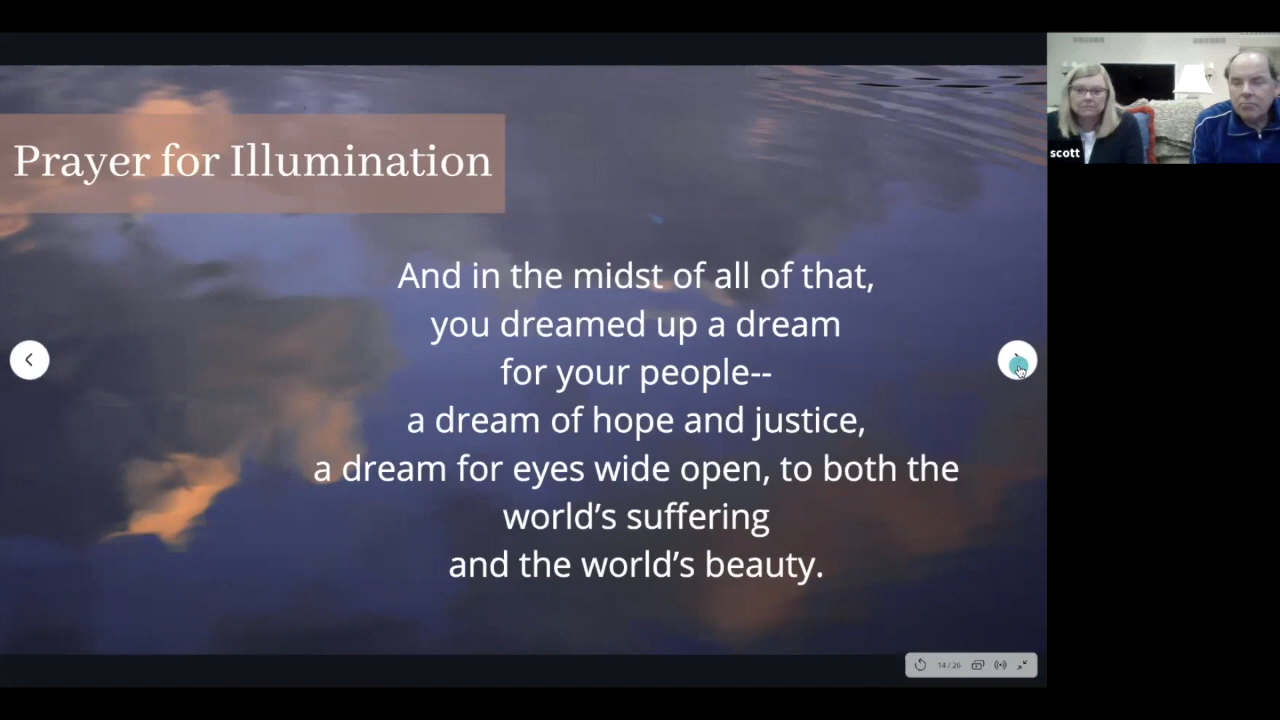 Prayer for Illumination
And in the midst of all of that,
you dreamed up a dream
for your people--
a dream of hope and justice,
a dream for eyes wide open, to both the
world’s suffering
and the world’s beauty.
scott
14 / 26